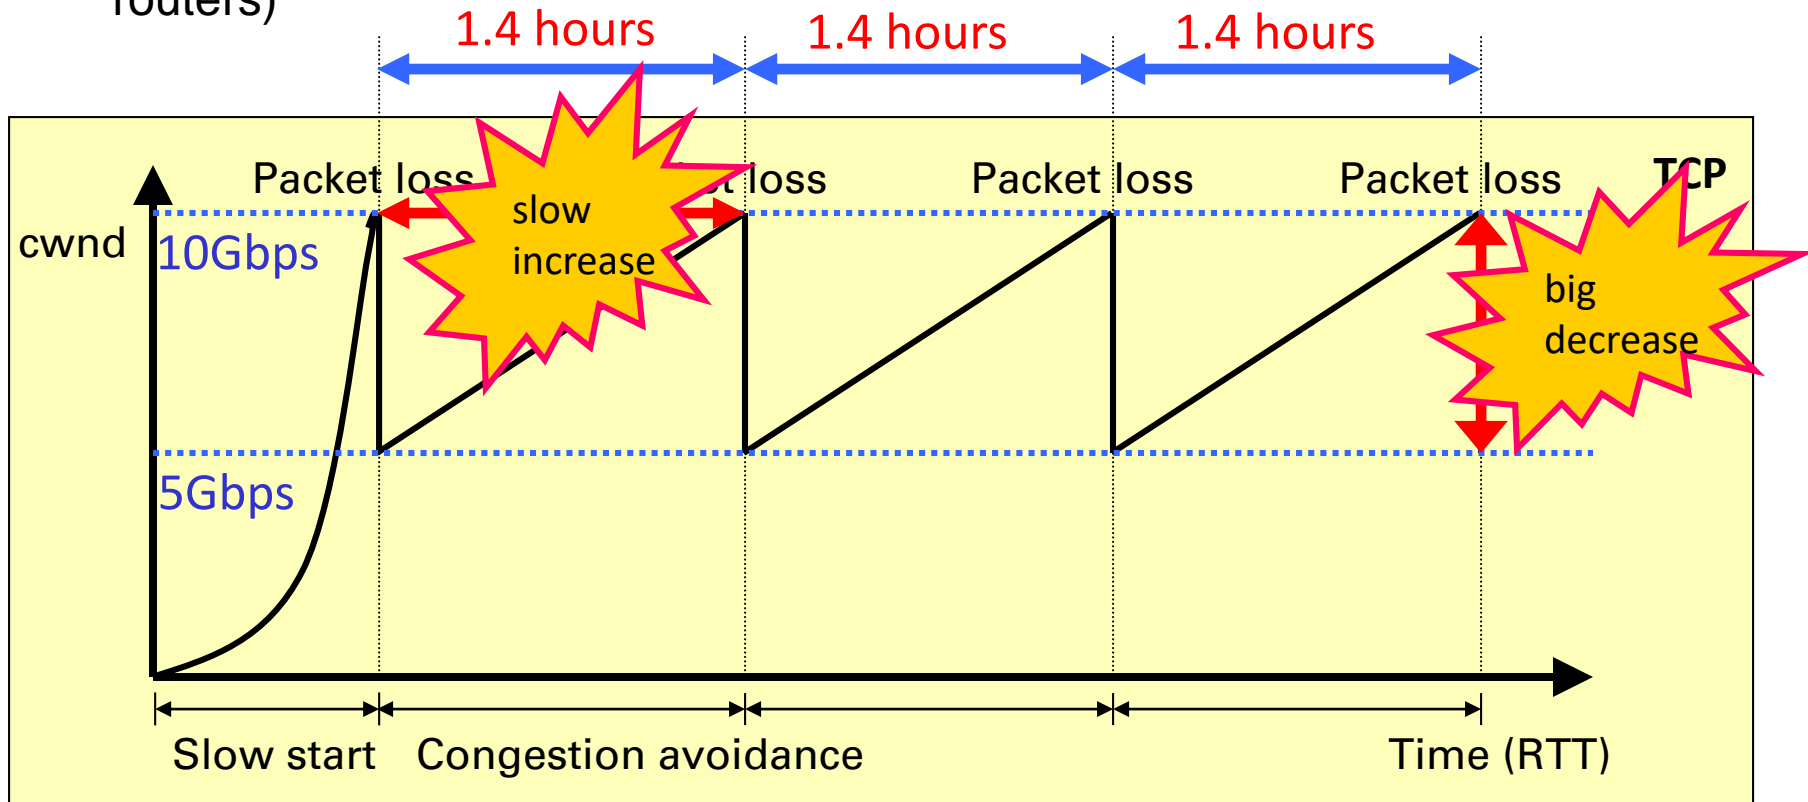 routers)
1.4 hours 1.4 hours 1.4 hours
Packet loss loss Packet loss Packet loss TCP
cwnd
10Gbps
slow
increase
big
decrease
5Gbps
Slow start Congestion avoidance Time (RTT)